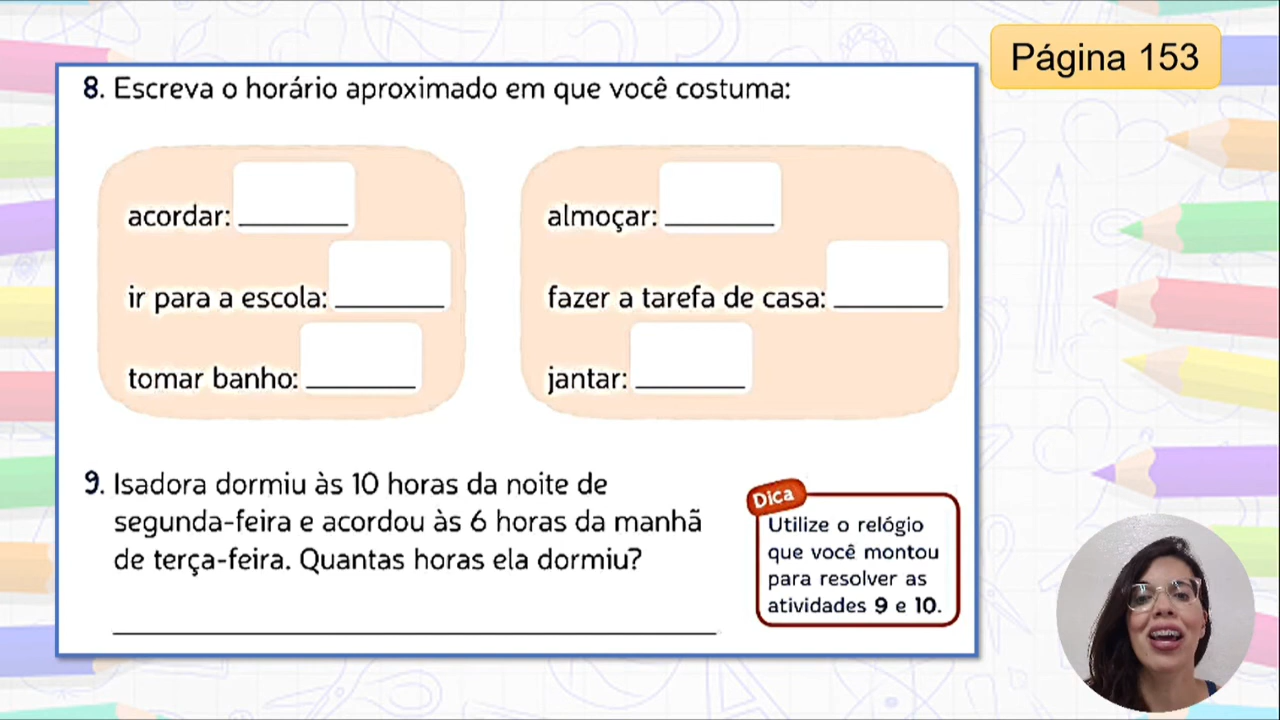 Página 153
8. Escreva o horário aproximado em que você costuma:
acordar:
ir para a escola:
tomar banho:
almoçar:
fazer a tarefa de casa:
jantar:
9. Isadora dormiu às 10 horas da noite de
segunda-feira e acordou às 6 horas da manhã
de terça-feira. Quantas horas ela dormiu?
Dica
Utilize o relógio
que você montou
para resolver as
atividades 9 e 10.